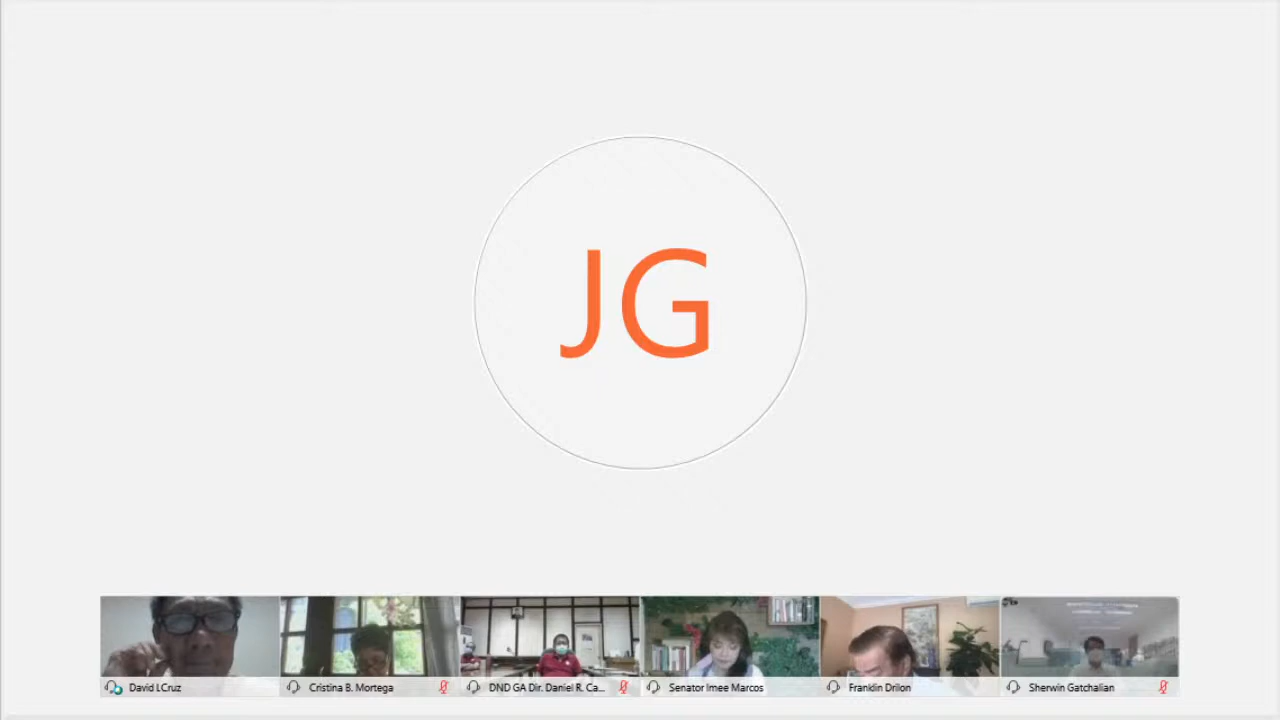 JG
David I.Cruz
Cristina B. Mortega
DND GA Dir. Daniel R. Ca...
Senator Imee Marcos
Franklin Drilon
Sherwin Gatchalian